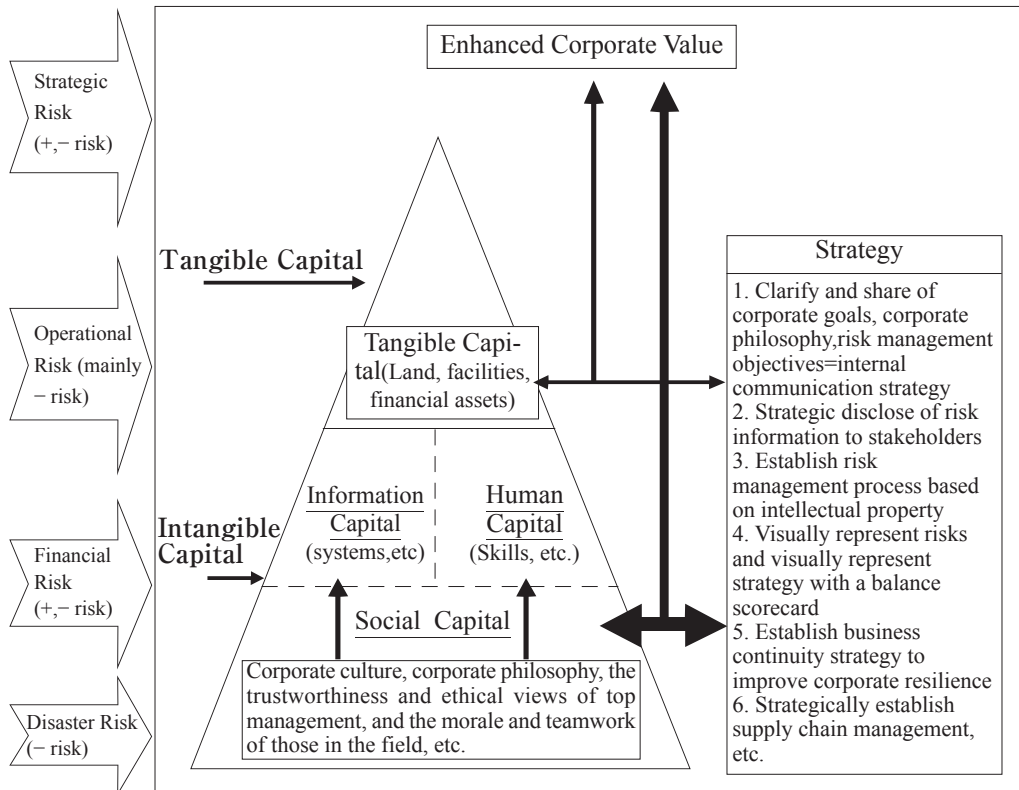 Enhanced Corporate Value
Strategic
Risk
(+,− risk)
Operational
Risk (mainly
− risk)
Financial
Risk
(+,− risk)
Disaster Risk
(− risk)
Tangible Capital
Tangible Capi-
tal(Land, facilities,
financial assets)
Intangible
Capital
Information
Capital
(systems,etc)
Human
Capital
(Skills, etc.)
Social Capital
Corporate culture, corporate philosophy, the
trustworthiness and ethical views of top
management, and the morale and teamwork
of those in the field, etc.
Strategy
1. Clarify and share of
corporate goals, corporate
philosophy,risk management
objectives=internal
communication strategy
2. Strategic disclose of risk
information to stakeholders
3. Establish risk
management process based
on intellectual property
4. Visually represent risks
and visually represent
strategy with a balance
scorecard
5. Establish business
continuity strategy to
improve corporate resilience
6. Strategically establish
supply chain management,
etc.